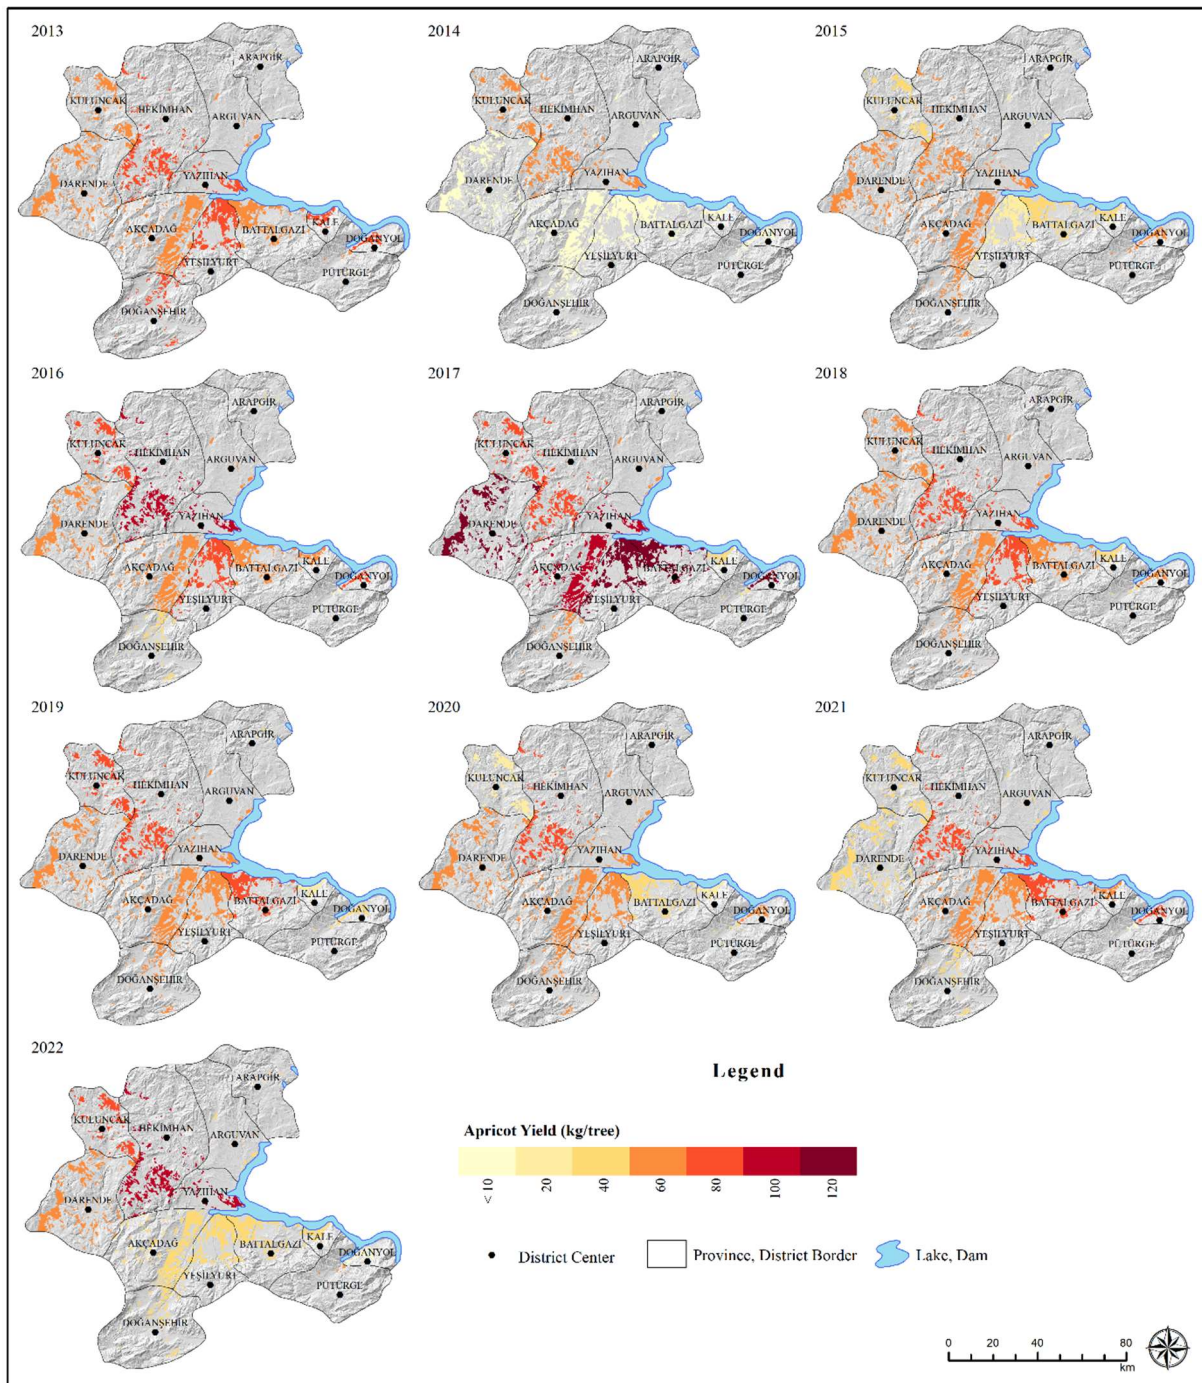 2013
ARAPGİR
KULUNCAK
HEKİMHAN
ARGUVAN
DARENDE
YAZIHAN
AKÇADAĞ
BATTALGAZİ
KALE
DOĞANYOL
YEŞİLYURT
PÜTÜRGE
DOĞANŞEHİR
2014
ARAPGİR
KULUNCAK
HEKİMHAN
ARGUVAN
DARENDE
YAZIHAN
AKÇADAĞ
BATTALGAZİ
KALE
DOĞANYOL
YEŞİLYURT
PÜTÜRGE
DOĞANŞEHİR
2015
ARAPGİR
KULUNCAK
HEKİMHAN
ARGUVAN
DARENDE
YAZIHAN
AKÇADAĞ
BATTALGAZİ
KALE
DOĞANYOL
YEŞİLYURT
PÜTÜRGE
DOĞANŞEHİR
2016
ARAPGİR
KULUNCAK
HEKİMHAN
ARGUVAN
DARENDE
YAZIHAN
AKÇADAĞ
BATTALGAZİ
KALE
DOĞANYOL
YEŞİLYURT
PÜTÜRGE
DOĞANŞEHİR
2017
ARAPGİR
KULUNCAK
HEKİMHAN
ARGUVAN
DARENDE
YAZIHAN
AKÇADAĞ
BATTALGAZİ
KALE
DOĞANYOL
YEŞİLYURT
PÜTÜRGE
DOĞANŞEHİR
2018
ARAPGİR
KULUNCAK
HEKİMHAN
ARGUVAN
DARENDE
YAZIHAN
AKÇADAĞ
BATTALGAZİ
KALE
DOĞANYOL
YEŞİLYURT
PÜTÜRGE
DOĞANŞEHİR
2019
ARAPGİR
KULUNCAK
HEKİMHAN
ARGUVAN
DARENDE
YAZIHAN
AKÇADAĞ
BATTALGAZİ
KALE
DOĞANYOL
YEŞİLYURT
PÜTÜRGE
DOĞANŞEHİR
2020
ARAPGİR
KULUNCAK
HEKİMHAN
ARGUVAN
DARENDE
YAZIHAN
AKÇADAĞ
BATTALGAZİ
KALE
DOĞANYOL
YEŞİLYURT
PÜTÜRGE
DOĞANŞEHİR
2021
ARAPGİR
KULUNCAK
HEKİMHAN
ARGUVAN
DARENDE
YAZIHAN
AKÇADAĞ
BATTALGAZİ
KALE
DOĞANYOL
YEŞİLYURT
PÜTÜRGE
DOĞANŞEHİR
2022
ARAPGİR
KULUNCAK
HEKİMHAN
ARGUVAN
DARENDE
YAZIHAN
AKÇADAĞ
BATTALGAZİ
KALE
DOĞANYOL
YEŞİLYURT
PÜTÜRGE
DOĞANŞEHİR
Legend
Apricot Yield (kg/tree)
< 10 20 40 60 80 100 120
District Center
Province, District Border
Lake, Dam
0 20 40 80
km